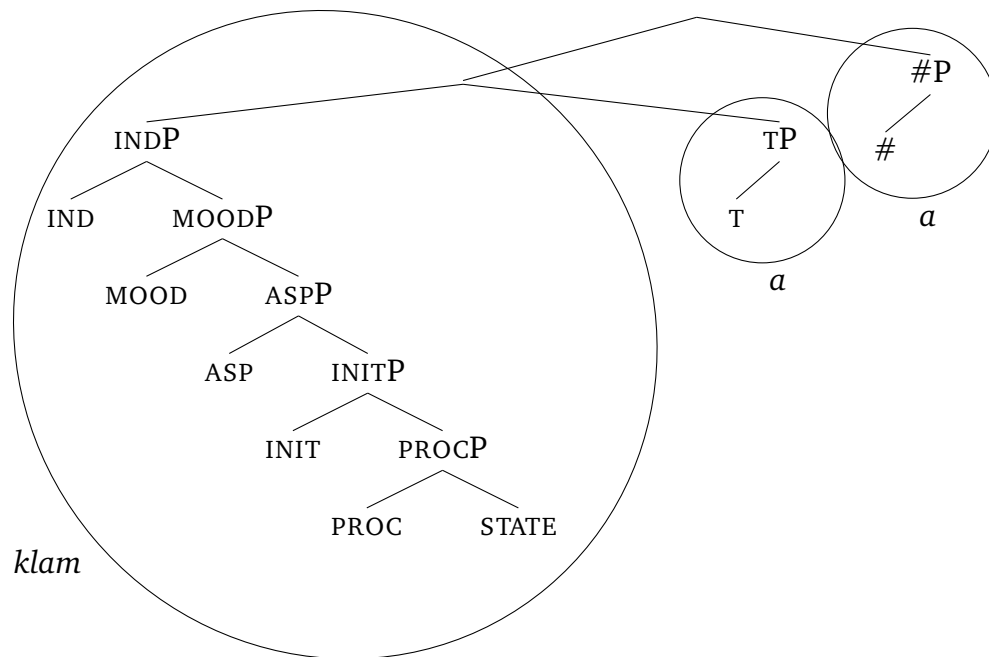 #P
INDP TP #
IND MOODP T a
MOOD ASPP a
ASP INITP
INIT PROCP
PROC STATE
klam